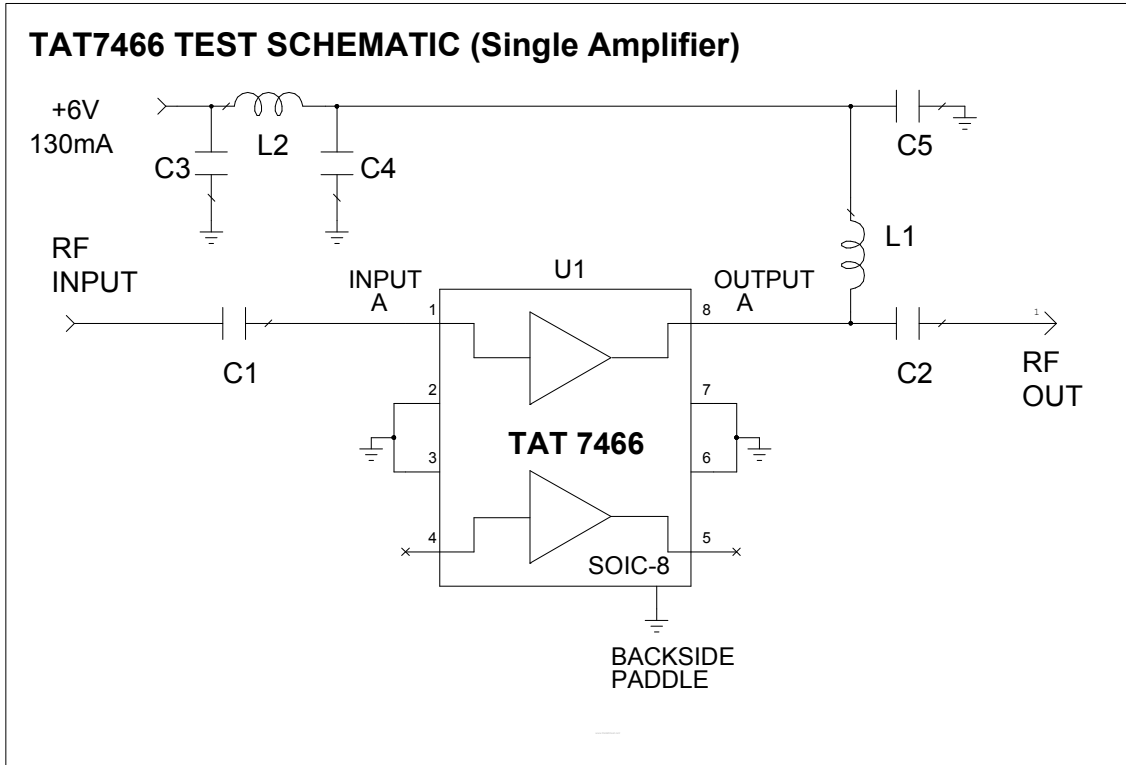 TAT7466 TEST SCHEMATIC (Single Amplifier)
+6V
130mA
C3
L2
C4
C5
L1
RF
INPUT
C1
INPUT
A
U1
OUTPUT
A
1
8
C2
1
RF
OUT
2
7
TAT 7466
3
6
4
5
SOIC-8
BACKSIDE
PADDLE